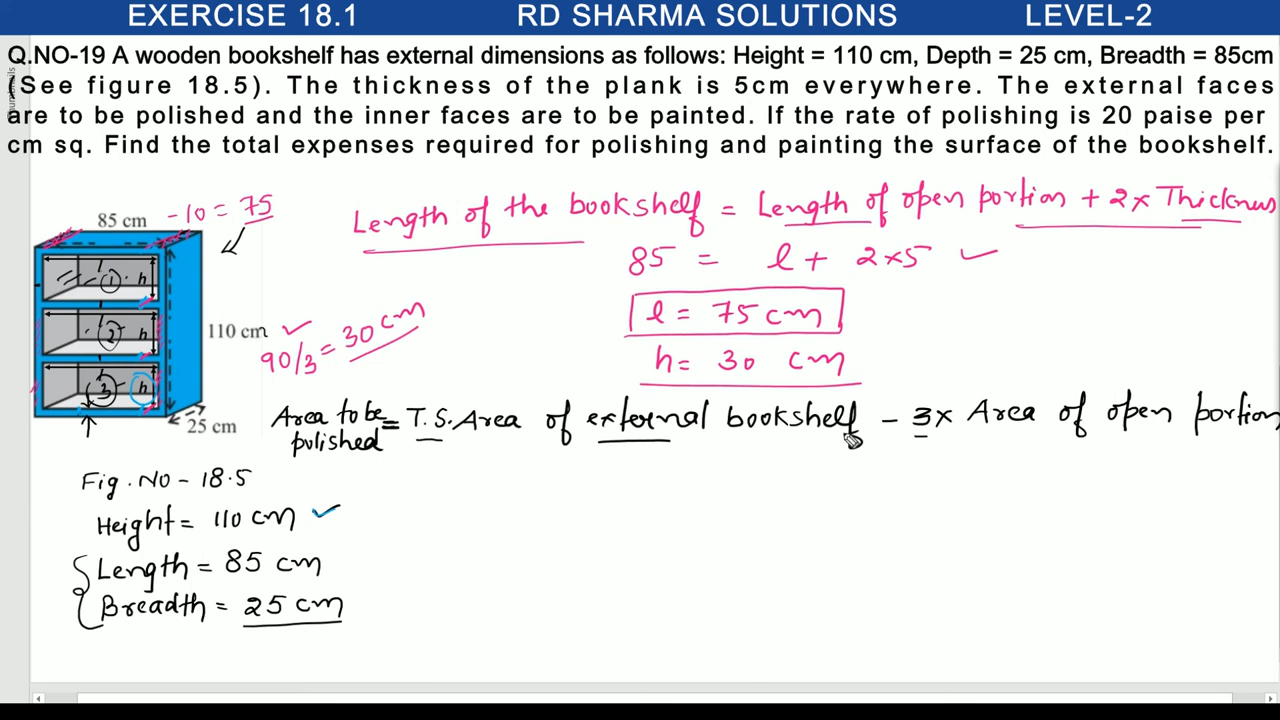 EXERCISE 18.1 RD SHARMA SOLUTIONS LEVEL-2
Q.NO-19 A wooden bookshelf has external dimensions as follows: Height = 110 cm, Depth = 25 cm, Breadth = 85cm
(See figure 18.5). The thickness of the plank is 5cm everywhere. The external faces
are to be polished and the inner faces are to be painted. If the rate of polishing is 20 paise per
cm sq. Find the total expenses required for polishing and painting the surface of the bookshelf.
85 cm - 10 = 75
Length of the bookshelf = Length of open portion + 2 x Thickness
85 = l + 2×5 ✓
l = 75 cm
h = 30 cm
l ① h
l ② h
l ③ h
110 cm ✓
90/3 = 30 cm
25 cm
Area to be polished = T.S. Area of external bookshelf - 3x Area of open portion
Fig. No - 18.5
Height = 110 cm ✓
Length = 85 cm
Breadth = 25 cm